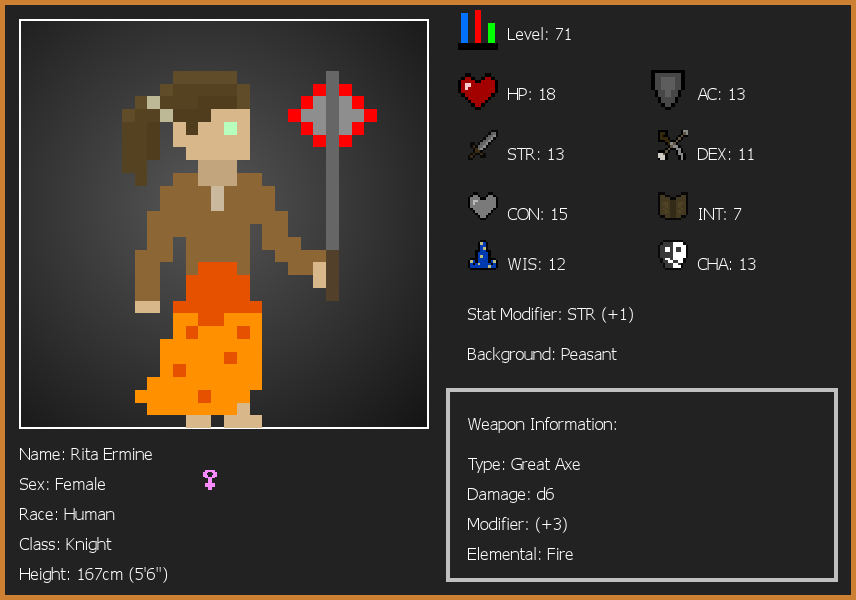 Level: 71
HP: 18
AC: 13
STR: 13
DEX: 11
CON: 15
INT: 7
WIS: 12
CHA: 13
Stat Modifier: STR (+1)
Background: Peasant
Weapon Information:
Type: Great Axe
Damage: d6
Modifier: (+3)
Elemental: Fire
Name: Rita Ermine
Sex: Female
Race: Human
Class: Knight
Height: 167cm (5'6")